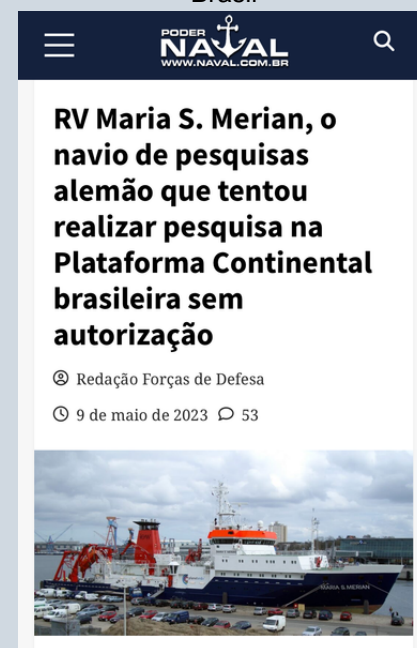 Brasil
PODER
NAVAL
WWW.NAVAL.COM.BR
RV Maria S. Merian, o
navio de pesquisas
alemão que tentou
realizar pesquisa na
Plataforma Continental
brasileira sem
autorização
Redação Forças de Defesa
9 de maio de 2023 53
MARIA S. MERIAN